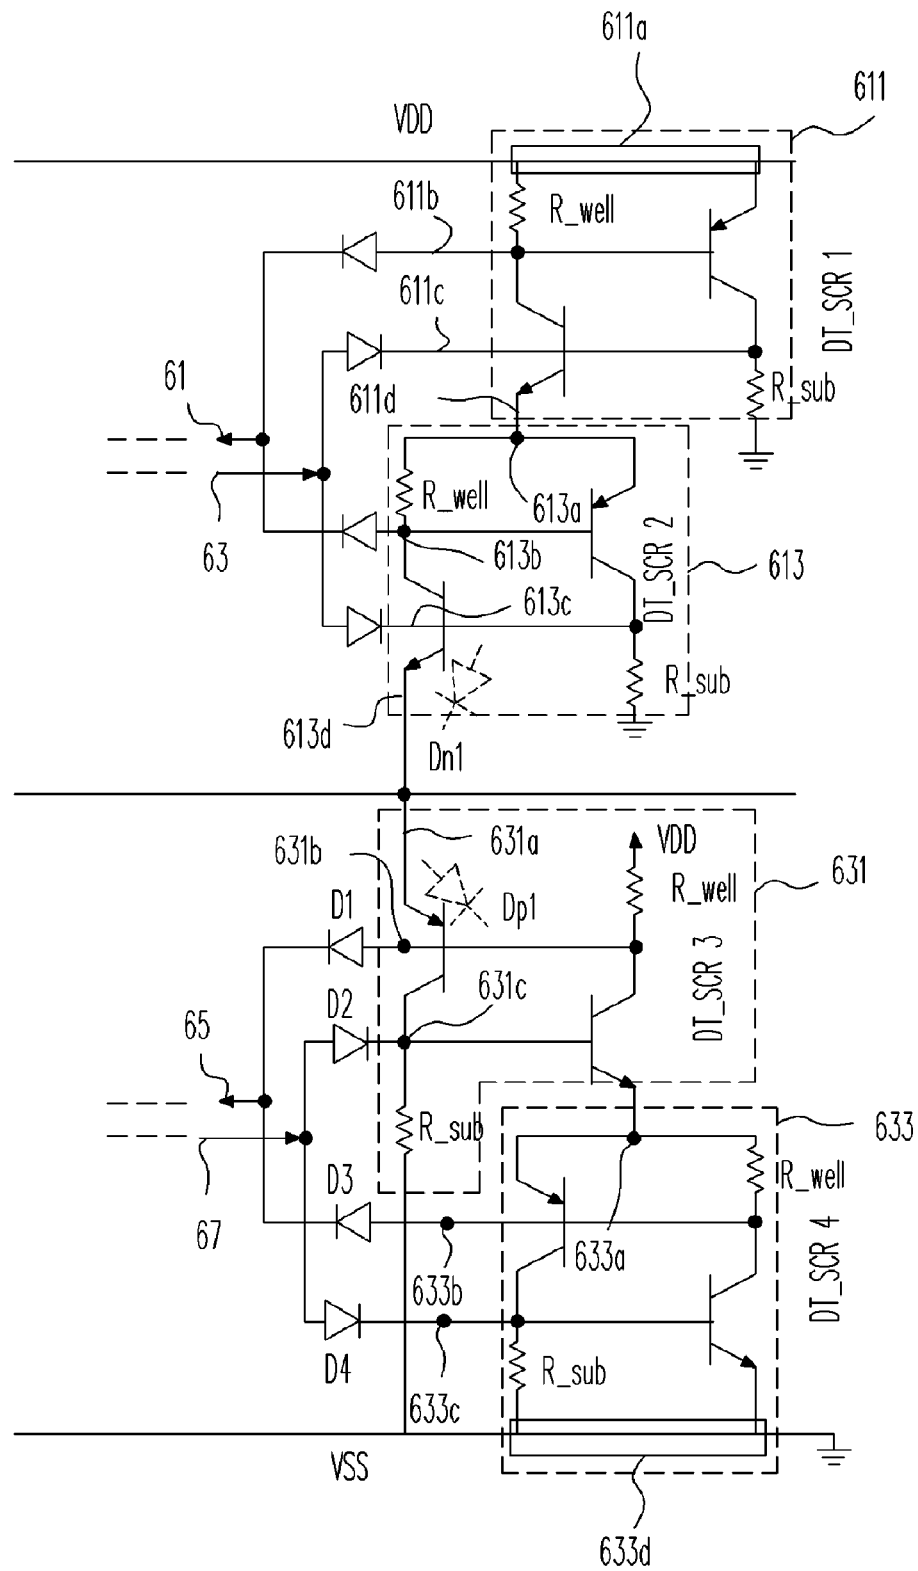 611a
611
VDD
611b
R_well
611c
DT_SCR 1
611d
R_sub
61
R_well
613a
63
613b
DT_SCR 2
613
613c
R_sub
613d
Dn1
631b
631a
VDD
R_well
631
D1
Dp1
D2
631c
DT_SCR 3
65
R_sub
633
D3
R_well
67
633b
633a
DT_SCR 4
D4
R_sub
633c
VSS
633d